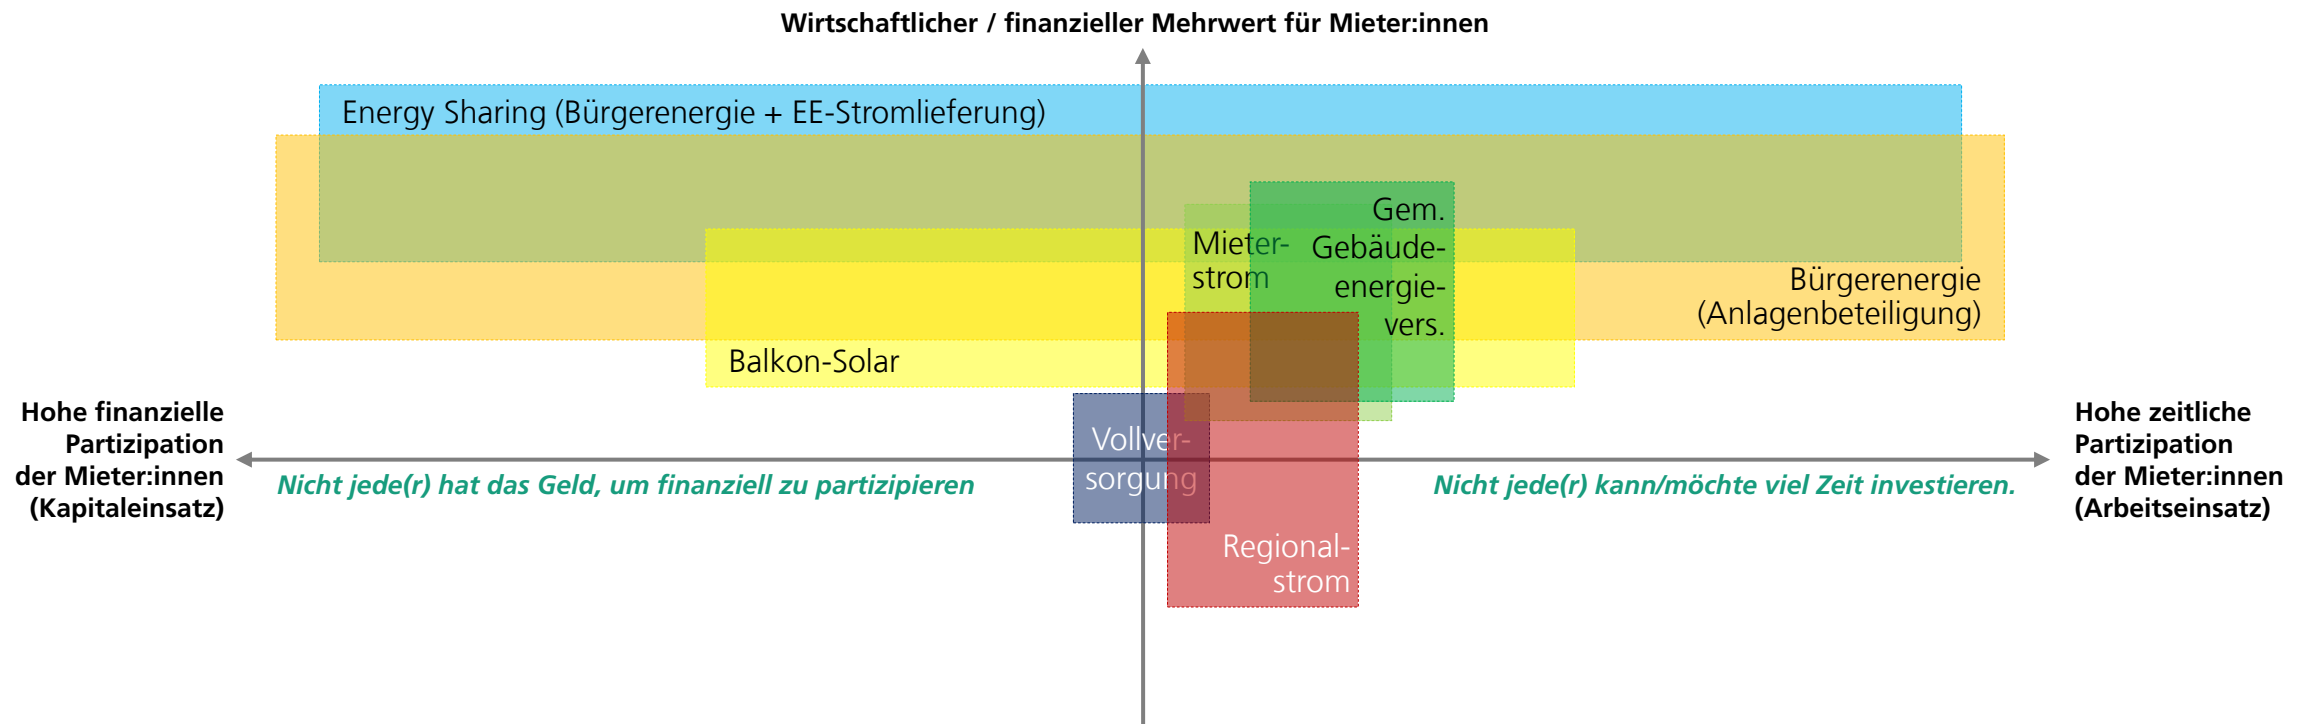 Wirtschaftlicher / finanzieller Mehrwert für Mieter:innen
Energy Sharing (Bürgerenergie + EE-Stromlieferung)
Gem.
Gebäude-
energie-
vers.
Mieter-
strom
Bürgerenergie
(Anlagenbeteiligung)
Balkon-Solar
Hohe finanzielle
Partizipation
der Mieter:innen
(Kapitaleinsatz)
Vollver-
sorgung
Hohe zeitliche
Partizipation
der Mieter:innen
(Arbeitseinsatz)
Nicht jede(r) hat das Geld, um finanziell zu partizipieren
Nicht jede(r) kann/möchte viel Zeit investieren.
Regional-
strom